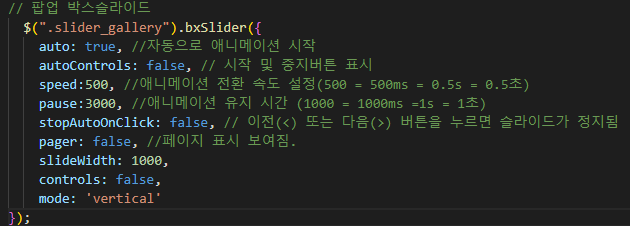 // 팝업 박스슬라이드
$(".slider_gallery").bxSlider({
auto: true, //자동으로 애니메이션 시작
autoControls: false, // 시작 및 중지버튼 표시
speed:500, //애니메이션 전환 속도 설정(500 = 500ms = 0.5s = 0.5초)
pause:3000, //애니메이션 유지 시간 (1000 = 1000ms =1s = 1초)
stopAutoOnClick: false, // 이전(<) 또는 다음(>) 버튼을 누르면 슬라이드가 정지됨
pager: false, //페이지 표시 보여짐.
slideWidth: 1000,
controls: false,
mode: 'vertical'
});